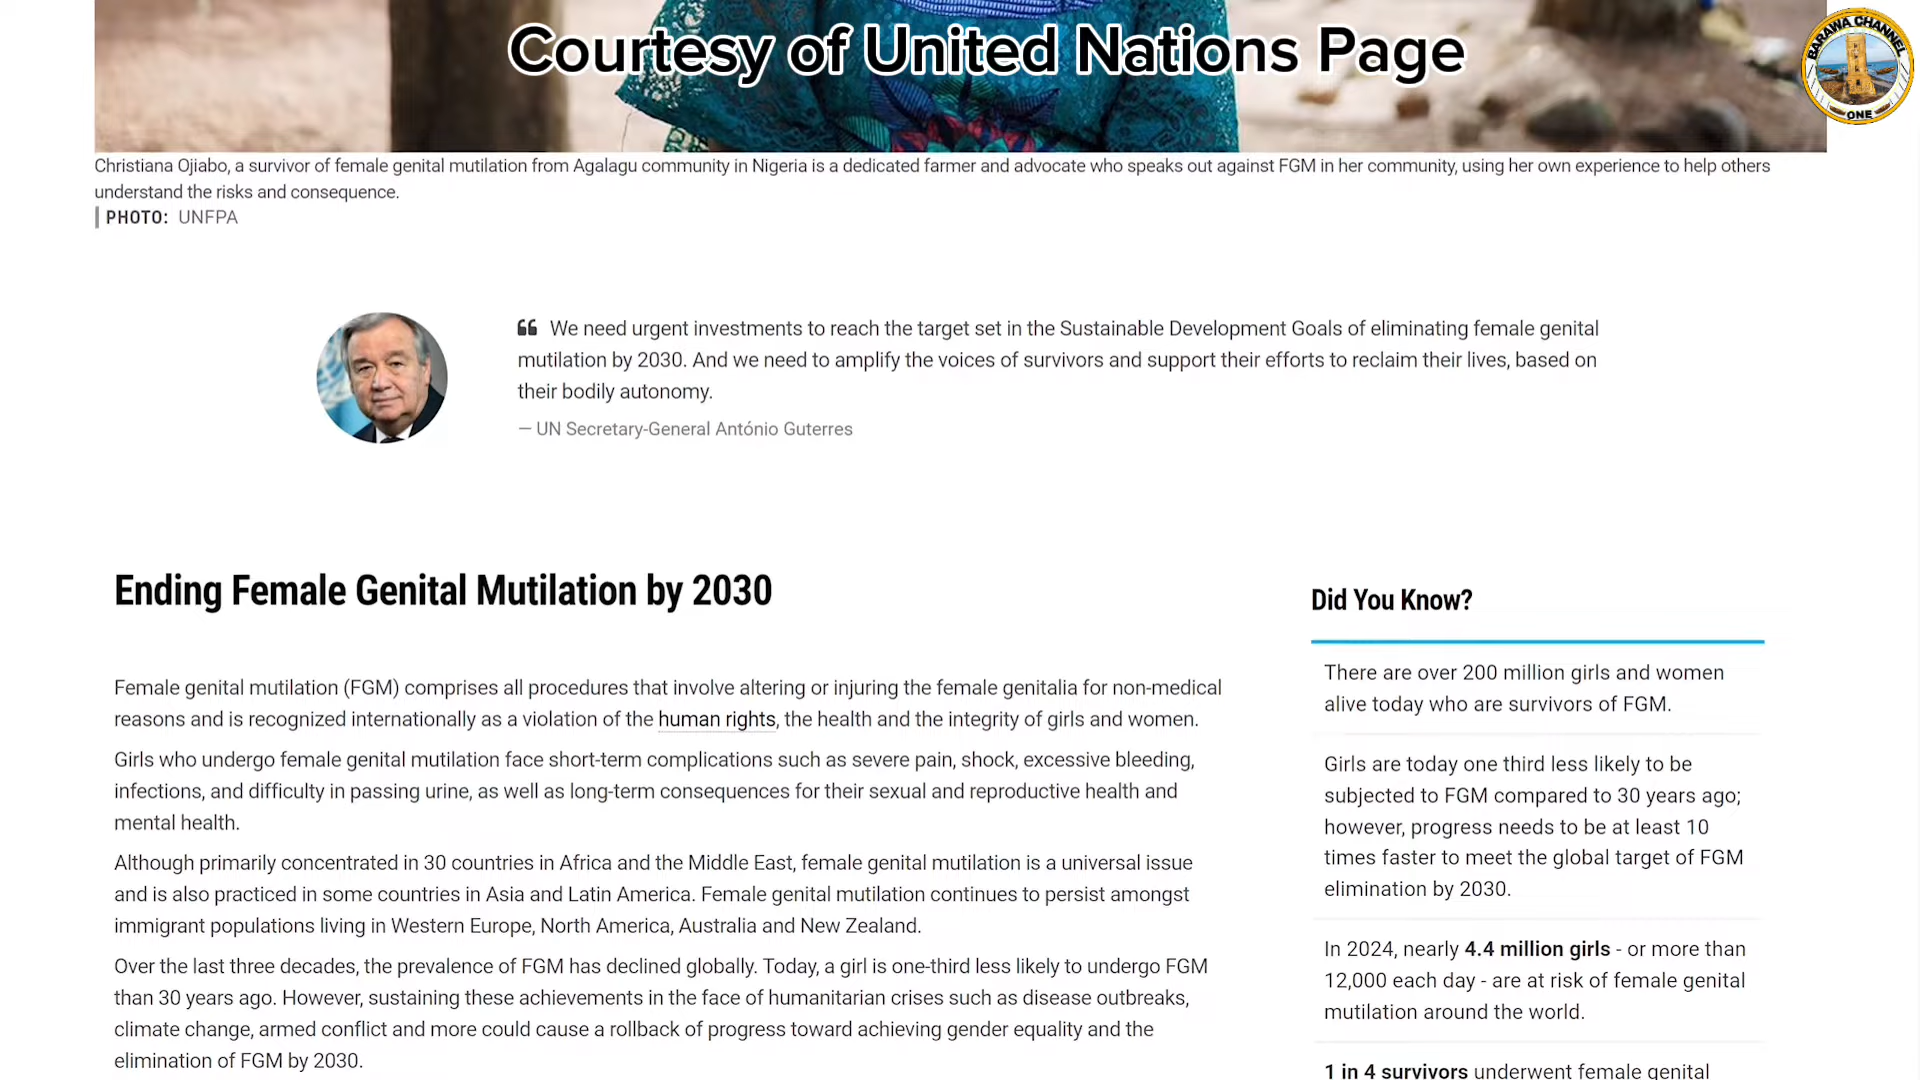 Courtesy of United Nations Page
BARAWA CHANNEL
ONE
Christiana Ojiabo, a survivor of female genital mutilation from Agalagu community in Nigeria is a dedicated farmer and advocate who speaks out against FGM in her community, using her own experience to help others
understand the risks and consequence.
PHOTO: UNFPA
❝ We need urgent investments to reach the target set in the Sustainable Development Goals of eliminating female genital
mutilation by 2030. And we need to amplify the voices of survivors and support their efforts to reclaim their lives, based on
their bodily autonomy.
— UN Secretary-General António Guterres
Ending Female Genital Mutilation by 2030
Female genital mutilation (FGM) comprises all procedures that involve altering or injuring the female genitalia for non-medical
reasons and is recognized internationally as a violation of the human rights, the health and the integrity of girls and women.
Girls who undergo female genital mutilation face short-term complications such as severe pain, shock, excessive bleeding,
infections, and difficulty in passing urine, as well as long-term consequences for their sexual and reproductive health and
mental health.
Although primarily concentrated in 30 countries in Africa and the Middle East, female genital mutilation is a universal issue
and is also practiced in some countries in Asia and Latin America. Female genital mutilation continues to persist amongst
immigrant populations living in Western Europe, North America, Australia and New Zealand.
Over the last three decades, the prevalence of FGM has declined globally. Today, a girl is one-third less likely to undergo FGM
than 30 years ago. However, sustaining these achievements in the face of humanitarian crises such as disease outbreaks,
climate change, armed conflict and more could cause a rollback of progress toward achieving gender equality and the
elimination of FGM by 2030.
Did You Know?
There are over 200 million girls and women
alive today who are survivors of FGM.
Girls are today one third less likely to be
subjected to FGM compared to 30 years ago;
however, progress needs to be at least 10
times faster to meet the global target of FGM
elimination by 2030.
In 2024, nearly 4.4 million girls - or more than
12,000 each day - are at risk of female genital
mutilation around the world.
1 in 4 survivors underwent female genital